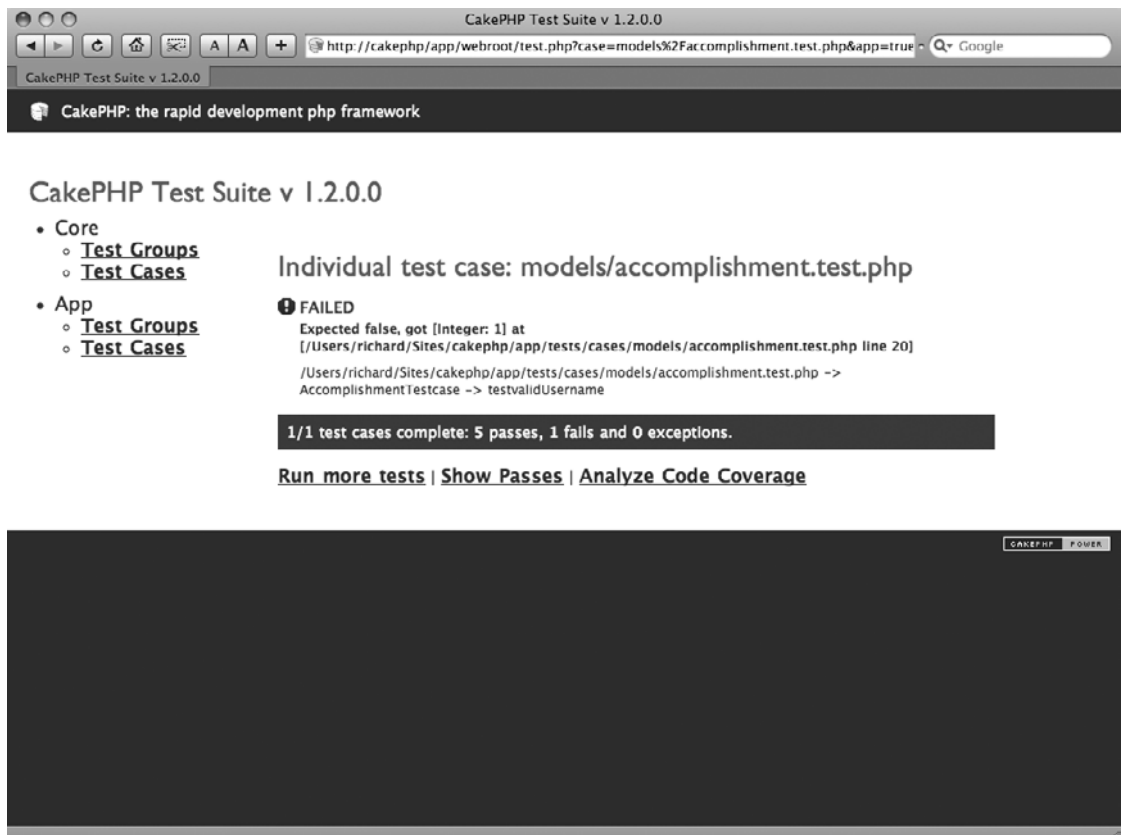 CakePHP Test Suite v 1.2.0.0
A A + http://cakephp/app/webroot/test.php?case=models%2Faccomplishment.test.php&app=true Google
CakePHP Test Suite v 1.2.0.0
CakePHP: the rapid development php framework
CakePHP Test Suite v 1.2.0.0
• Core
◦ Test Groups
◦ Test Cases
• App
◦ Test Groups
◦ Test Cases
Individual test case: models/accomplishment.test.php
FAILED
Expected false, got [Integer: 1] at
[/Users/richard/Sites/cakephp/app/tests/cases/models/accomplishment.test.php line 20]
/Users/richard/Sites/cakephp/app/tests/cases/models/accomplishment.test.php ->
AccomplishmentTestcase -> testvalidUsername
1/1 test cases complete: 5 passes, 1 fails and 0 exceptions.
Run more tests | Show Passes | Analyze Code Coverage
CAKEPHP POWER